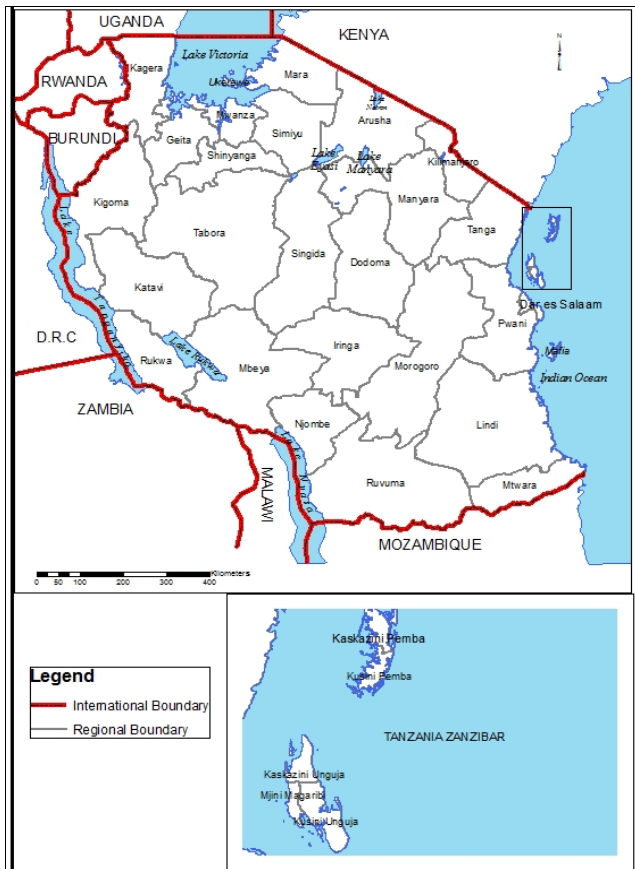 UGANDA
KENYA
N
Lake Victoria
Kagera
Mara
RWANDA
Ukerewe
Arusha
Mwanza
BURUNDI
Geita
Simiyu
Shinyanga
Lake
Eyasi
Lake
Manyara
Kilimanjaro
Kigoma
Manyara
Tabora
Tanga
Singida
Dodoma
Katavi
Dar es Salaam
Pwani
D.R.C
Lake Tanganyika
Rukwa
Lake Rukwa
Mbeya
Iringa
Mafia
Morogoro
Indian Ocean
ZAMBIA
Njombe
Lindi
Lake Nyasa
MALAWI
Ruvuma
Mtwara
MOZAMBIQUE
0 50 100 200 300 400
Kilometers
Legend
International Boundary
Regional Boundary
Kaskazini Pemba
Kusini Pemba
TANZANIA ZANZIBAR
Kaskazini Unguja
Mjini Magaribi
Kusini Unguja